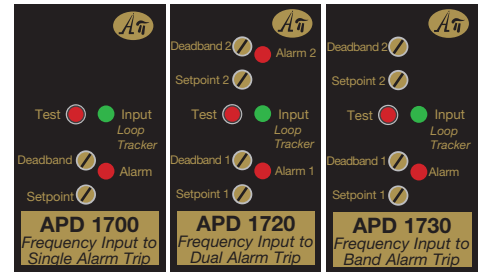 Aπ
Test
Input
Loop
Tracker
Deadband
Alarm
Setpoint
APD 1700
Frequency Input to
Single Alarm Trip
Aπ
Deadband 2
Alarm 2
Setpoint 2
Test
Input
Loop
Tracker
Deadband 1
Alarm 1
Setpoint 1
APD 1720
Frequency Input to
Dual Alarm Trip
Aπ
Deadband 2
Setpoint 2
Test
Input
Loop
Tracker
Deadband 1
Alarm
Setpoint 1
APD 1730
Frequency Input to
Band Alarm Trip